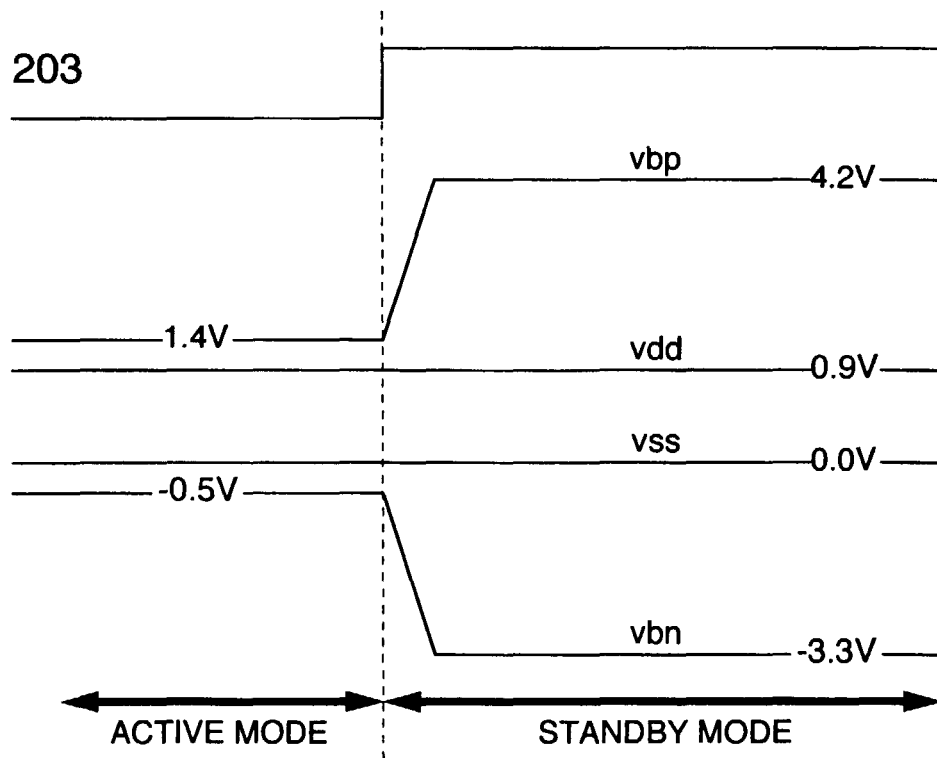 203
vbp
4.2V
1.4V
vdd
0.9V
vss
0.0V
-0.5V
vbn
-3.3V
ACTIVE MODE
STANDBY MODE